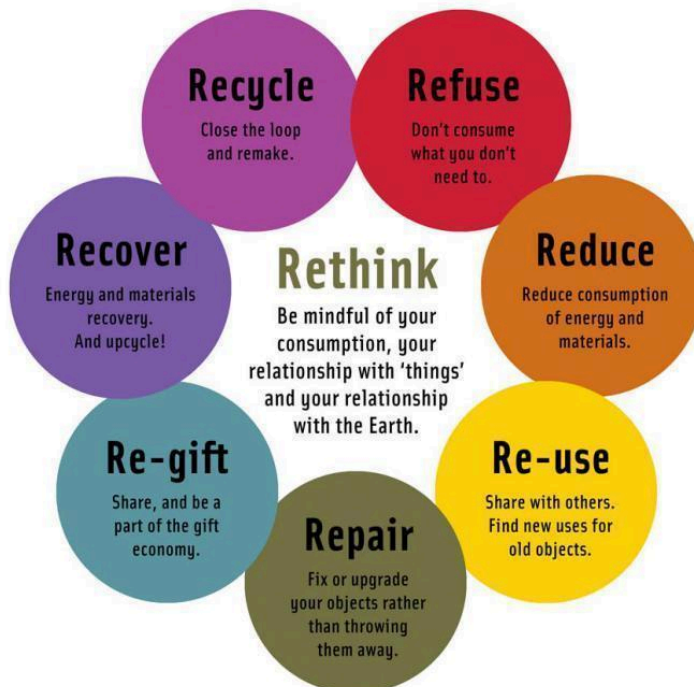 Recycle
Close the loop
and remake.
Refuse
Don't consume
what you don't
need to.
Reduce
Reduce consumption
of energy and
materials.
Re-use
Share with others.
Find new uses for
old objects.
Repair
Fix or upgrade
your objects rather
than throwing
them away.
Re-gift
Share, and be a
part of the gift
economy.
Recover
Energy and materials
recovery.
And upcycle!
Rethink
Be mindful of your
consumption, your
relationship with 'things'
and your relationship
with the Earth.